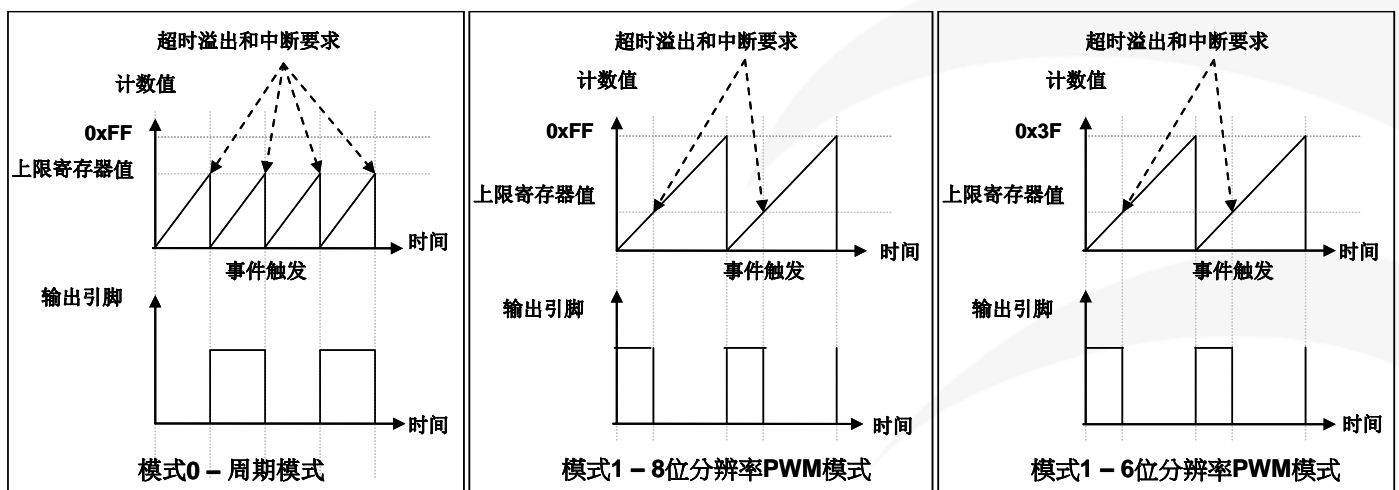 超时溢出和中断要求
计数值
0xFF
上限寄存器值
时间
事件触发
输出引脚
时间
模式0 – 周期模式
超时溢出和中断要求
计数值
0xFF
上限寄存器值
时间
事件触发
输出引脚
时间
模式1 – 8位分辨率PWM模式
超时溢出和中断要求
计数值
0x3F
上限寄存器值
时间
事件触发
输出引脚
时间
模式1 – 6位分辨率PWM模式